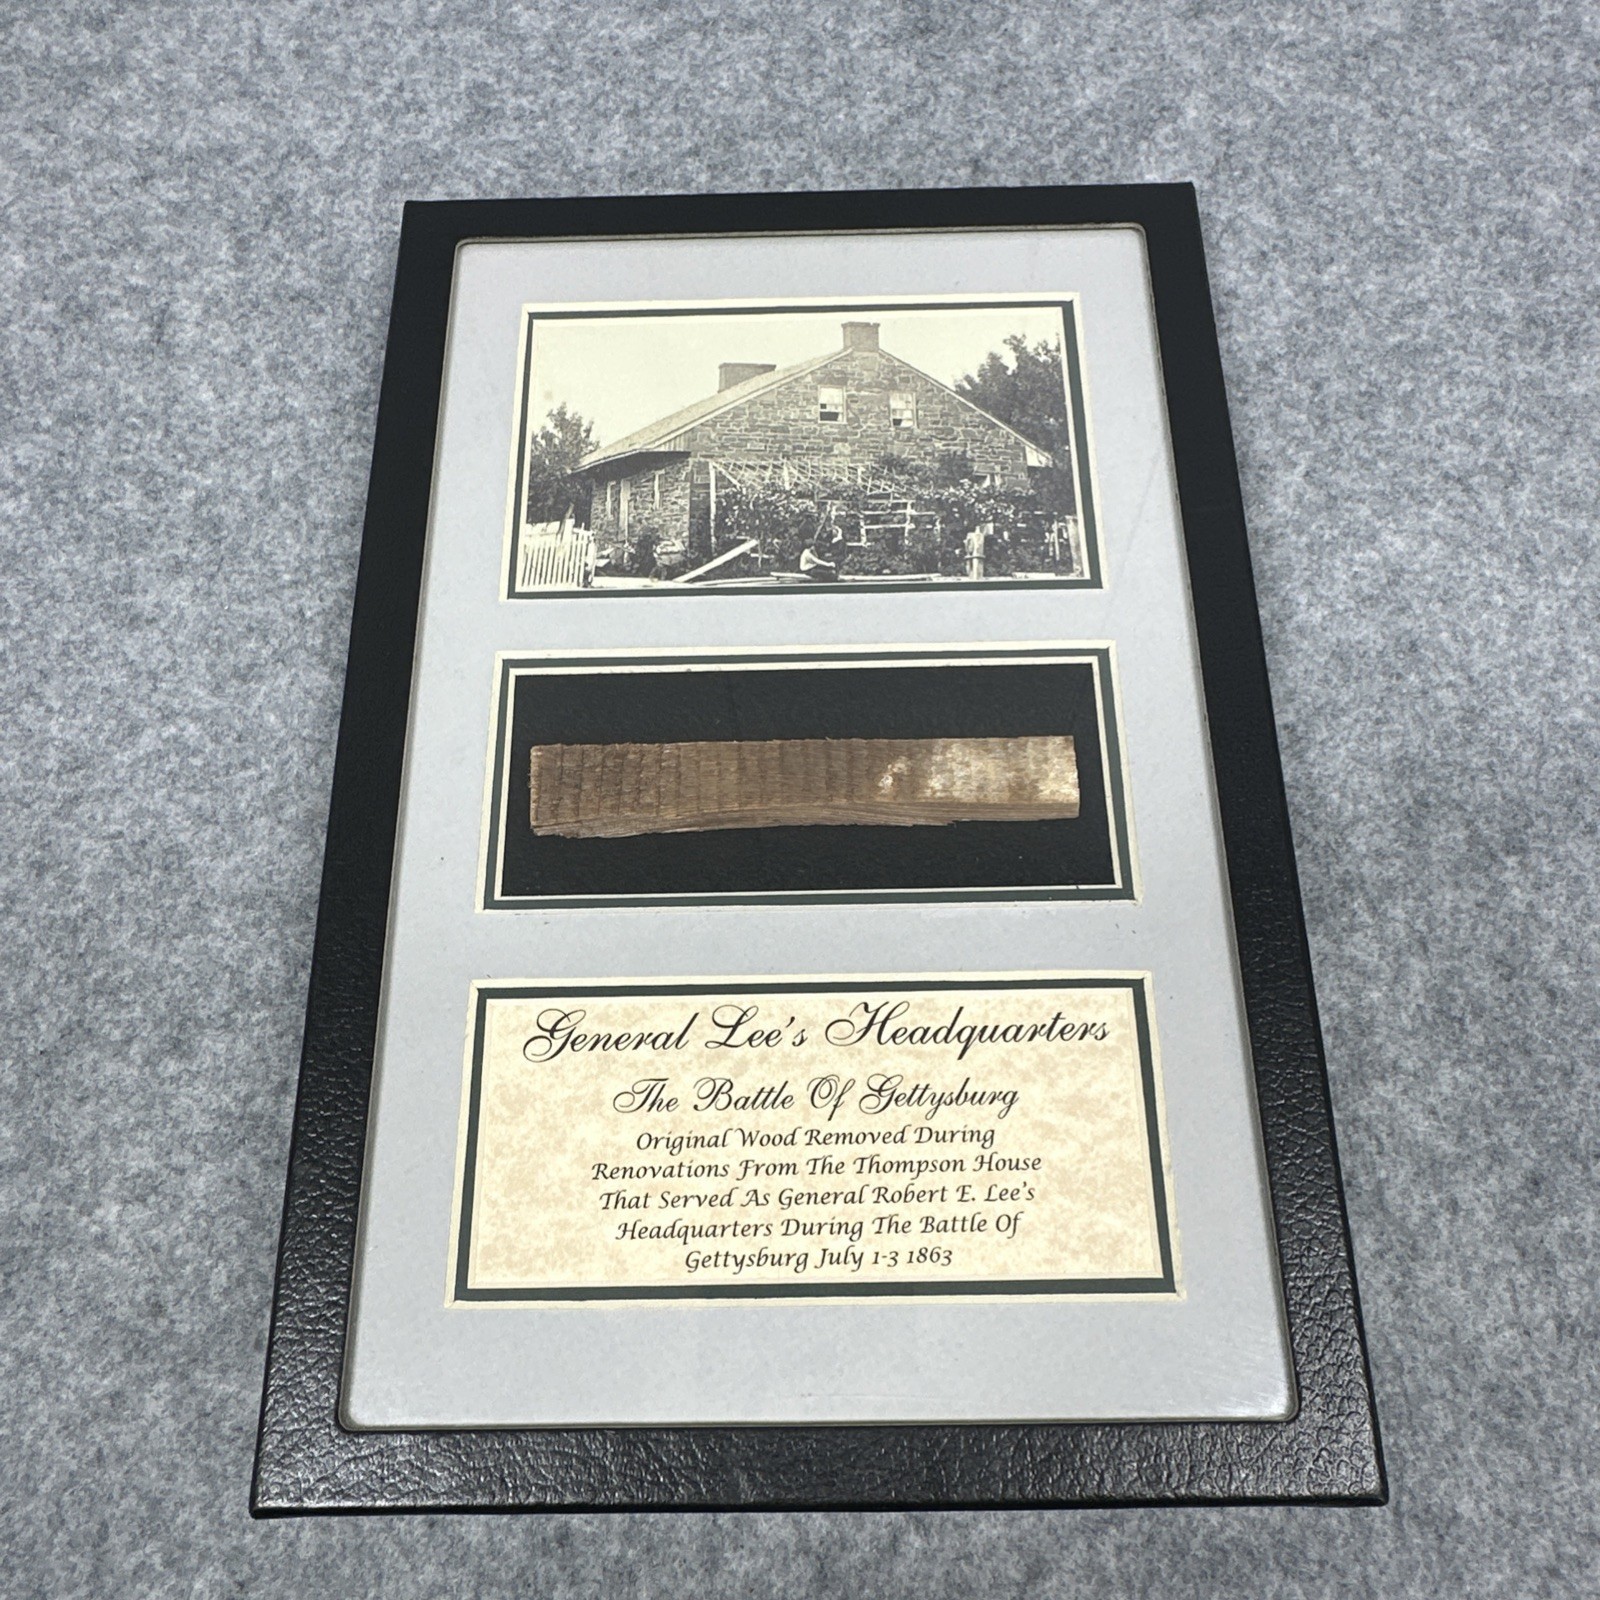 General Lee's Headquarters
The Battle Of Gettysburg
Original Wood Removed During
Renovations From The Thompson House
That Served As General Robert E. Lee's
Headquarters During The Battle Of
Gettysburg July 1-3 1863